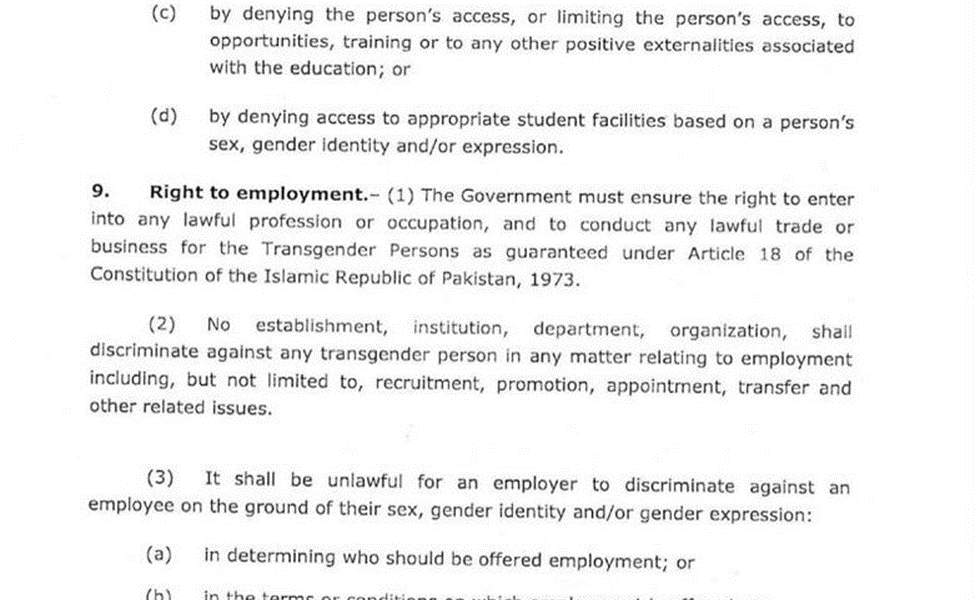 (c) by denying the person's access, or limiting the person's access, to
opportunities, training or to any other positive externalities associated
with the education; or
(d) by denying access to appropriate student facilities based on a person's
sex, gender identity and/or expression.
9. Right to employment.– (1) The Government must ensure the right to enter
into any lawful profession or occupation, and to conduct any lawful trade or
business for the Transgender Persons as guaranteed under Article 18 of the
Constitution of the Islamic Republic of Pakistan, 1973.
(2) No establishment, institution, department, organization, shall
discriminate against any transgender person in any matter relating to employment
including, but not limited to, recruitment, promotion, appointment, transfer and
other related issues.
(3) It shall be unlawful for an employer to discriminate against an
employee on the ground of their sex, gender identity and/or gender expression:
(a) in determining who should be offered employment; or
(b) in the terms or conditions on which